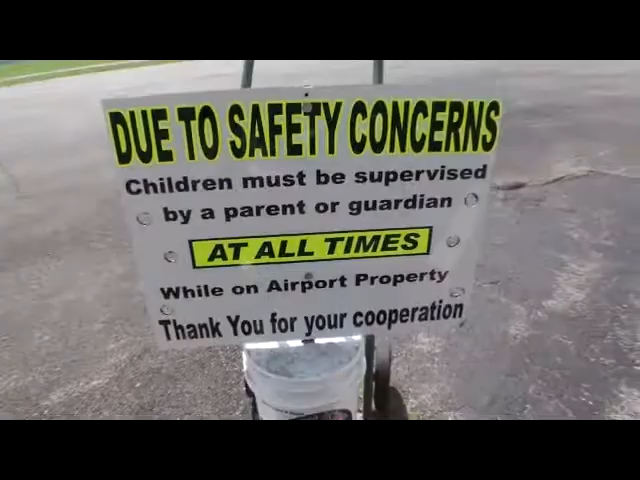 DUE TO SAFETY CONCERNS
Children must be supervised
by a parent or guardian
AT ALL TIMES
While on Airport Property
Thank You for your cooperation